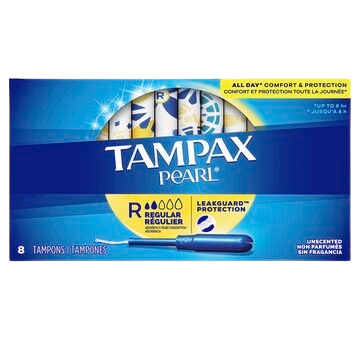 ALL DAY* COMFORT & PROTECTION
CONFORT ET PROTECTION TOUTE LA JOURNÉE*
*UP TO 8 hr
*JUSQU'À 8 h
TAMPAX
PEARL®
R REGULAR
RÉGULIER
LEAKGUARD™
PROTECTION
8 TAMPONS | TAMPONES
UNSCENTED
NON PARFUMÉS
SIN FRAGANCIA